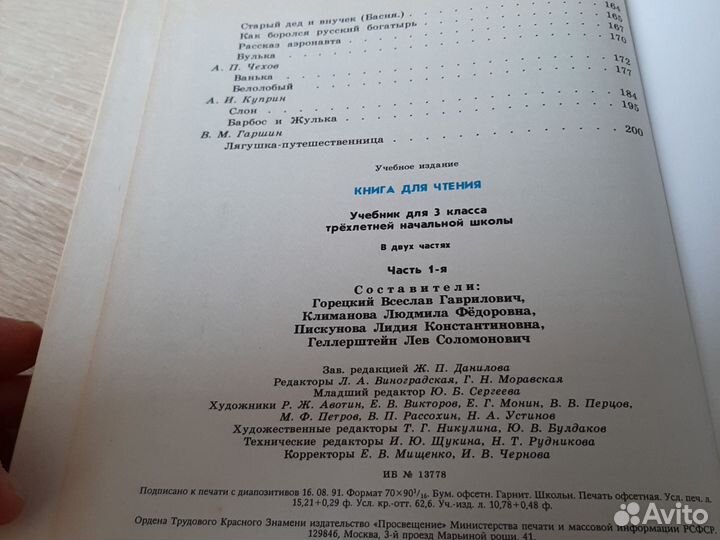 164
Старый дед и внучек (Басня.) . . . . . . . . . 165
Как боролся русский богатырь . . . . . . . . . 167
Рассказ аэронавта . . . . . . . . . 170
Булька . . . . . . . . .
А. П. Чехов 172
Ванька . . . . . . . . . 177
Белолобый . . . . . . . . .
А. И. Куприн 184
Слон . . . . . . . . . 195
Барбос и Жулька . . . . . . . . .
В. М. Гаршин
Лягушка-путешественница . . . . . . . . . 200
Учебное издание
КНИГА ДЛЯ ЧТЕНИЯ
Учебник для 3 класса
трёхлетней начальной школы
В двух частях
Часть 1-я
Составители:
Горецкий Всеслав Гаврилович,
Климанова Людмила Фёдоровна,
Пискунова Лидия Константиновна,
Геллерштейн Лев Соломонович
Зав. редакцией Ж. П. Данилова
Редакторы Л. А. Виноградская, Г. Н. Моравская
Младший редактор Ю. Б. Сергеева
Художники Р. Ж. Авотин, Е. В. Викторов, Е. Г. Монин, В. В. Перцов,
М. Ф. Петров, В. П. Рассохин, Н. А. Устинов
Художественные редакторы Т. Г. Никулина, Ю. В. Булдаков
Технические редакторы И. Ю. Щукина, Н. Т. Рудникова
Корректоры Е. В. Мищенко, И. В. Чернова
ИБ № 13778
Подписано к печати с диапозитивов 16. 08. 91. Формат 70×90¹/₁₆. Бум. офсетн. Гарнит. Школьн. Печать офсетная. Усл. печ. л.
15,21+0,29 ф. Усл. кр.-отт. 62,6. Уч.-изд. л. 10,78+0,48 ф.
Ордена Трудового Красного Знамени издательство «Просвещение» Министерства печати и массовой информации РСФСР.
129846, Москва, 3-й проезд Марьиной рощи, 41.
Avito